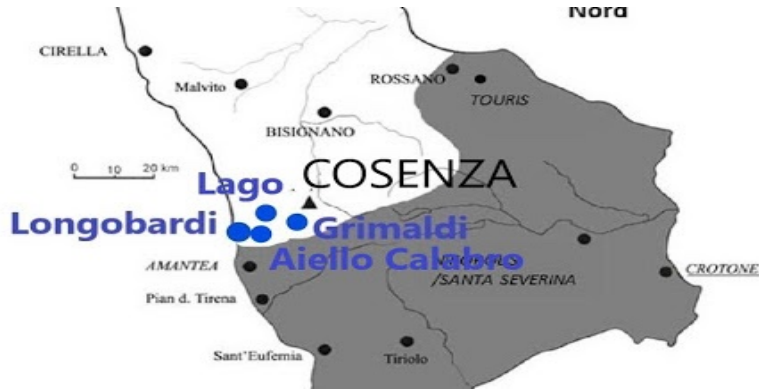 Nord
CIRELLA
Malvito
ROSSANO
TOURIS
BISIGNANO
0 10 20 km
COSENZA
Lago
Longobardi
Grimaldi
AMANTEA
Aiello Calabro
CROTONE
/SANTA SEVERINA
Pian d. Tirena
Sant'Eufemia
Tiriolo